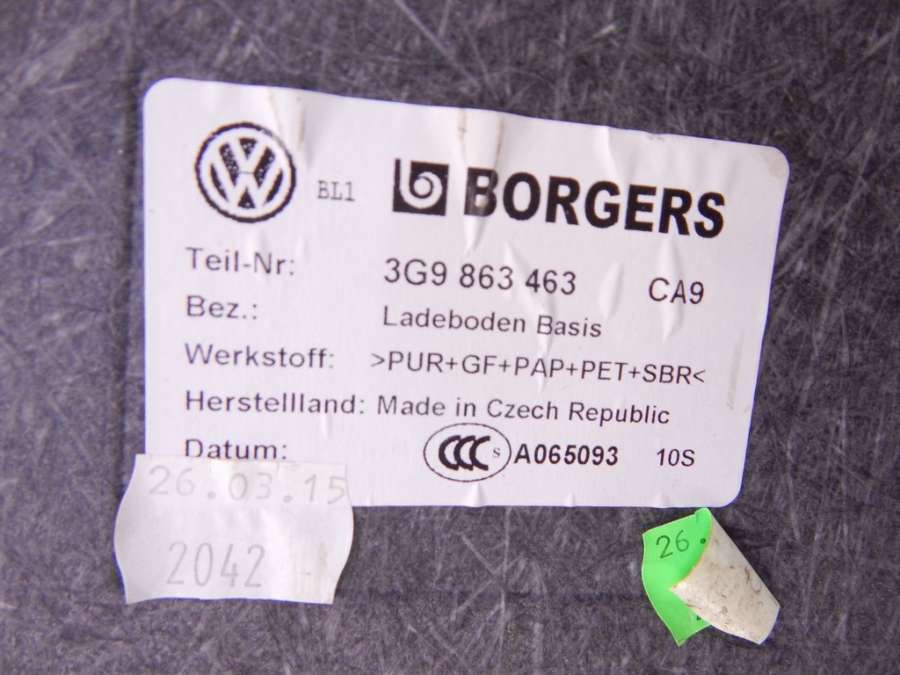 BL1 BORGERS
Teil-Nr: 3G9 863 463 CA9
Bez.: Ladeboden Basis
Werkstoff: >PUR+GF+PAP+PET+SBR<
Herstellland: Made in Czech Republic
Datum: CCC S A065093 10S
26.03.15
2042
26.